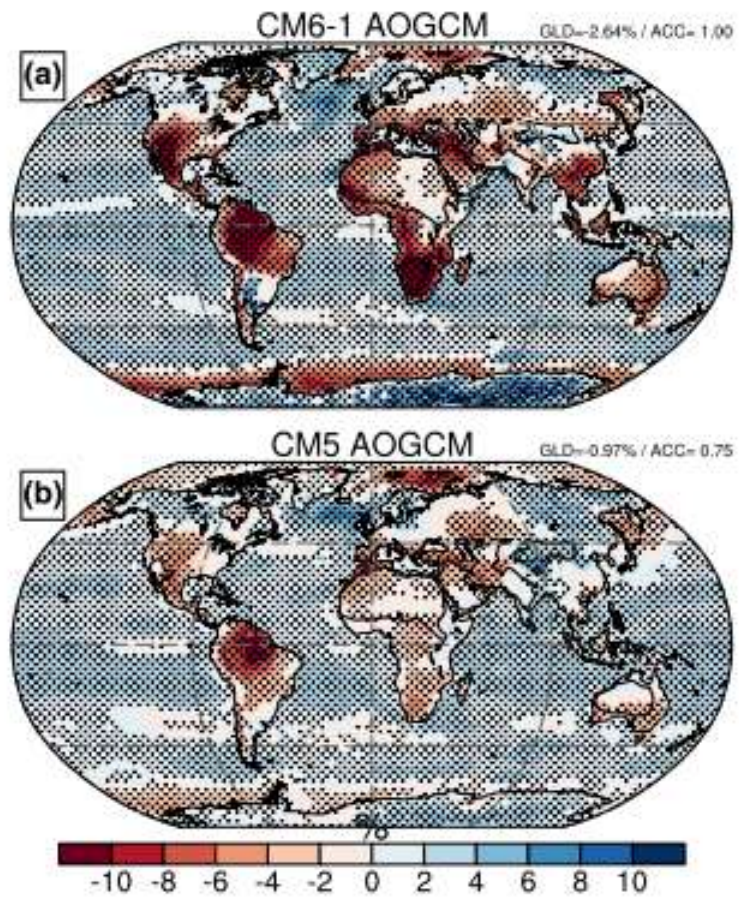 CM6-1 AOGCM
GLD=-2.64% / ACC= 1.00
(a)
CM5 AOGCM
GLD=-0.97% / ACC= 0.75
(b)
-10 -8 -6 -4 -2 0 2 4 6 8 10